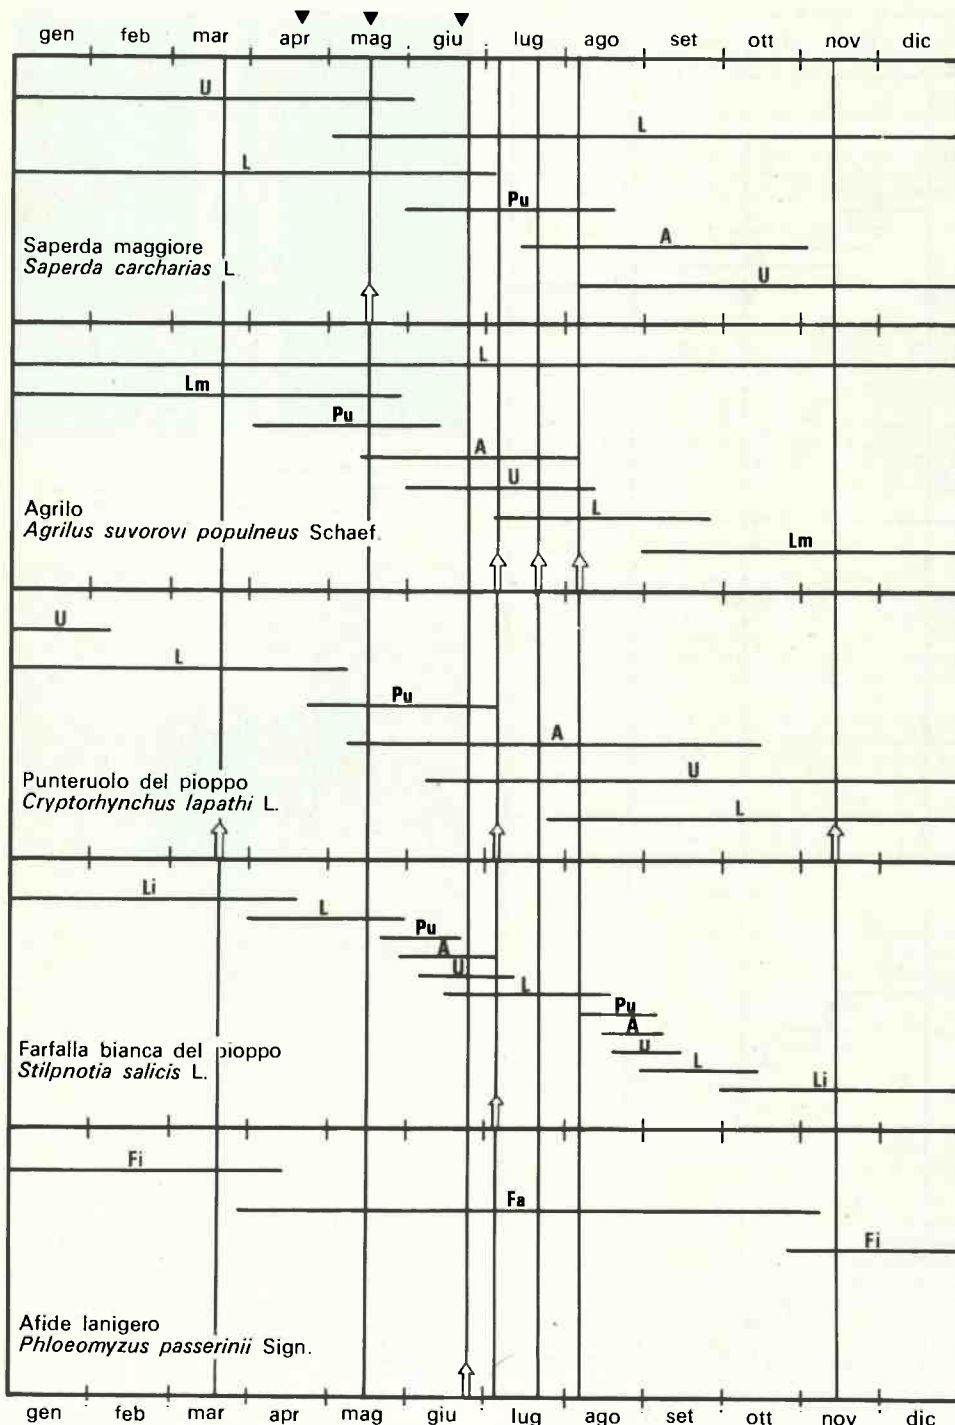 gen feb mar apr mag giu lug ago set ott nov dic
U
L
L
Pu
A
U
Saperda maggiore
Saperda carcharias L.
L
Lm
Pu
A
U
L
Lm
Agrilo
Agrilus suvorovi populneus Schaef.
U
L
Pu
A
U
L
Punteruolo del pioppo
Cryptorhynchus lapathi L.
Li
L
Pu
A
U
L
Pu
A
U
L
Li
Farfalla bianca del pioppo
Stilpnotia salicis L.
Fi
Fa
Fi
Afide lanigero
Phloeomyzus passerinii Sign.
gen feb mar apr mag giu lug ago set ott nov dic